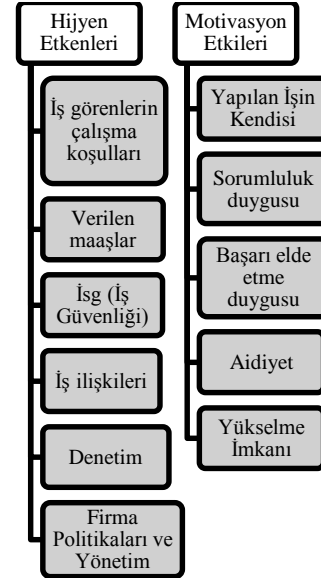 Hijyen
Etkenleri
İş görenlerin
çalışma
koşulları
Verilen
maaşlar
İsg (İş
Güvenliği)
İş ilişkileri
Denetim
Firma
Politikaları ve
Yönetim
Motivasyon
Etkileri
Yapılan İşin
Kendisi
Sorumluluk
duygusu
Başarı elde
etme
duygusu
Aidiyet
Yükselme
İmkanı